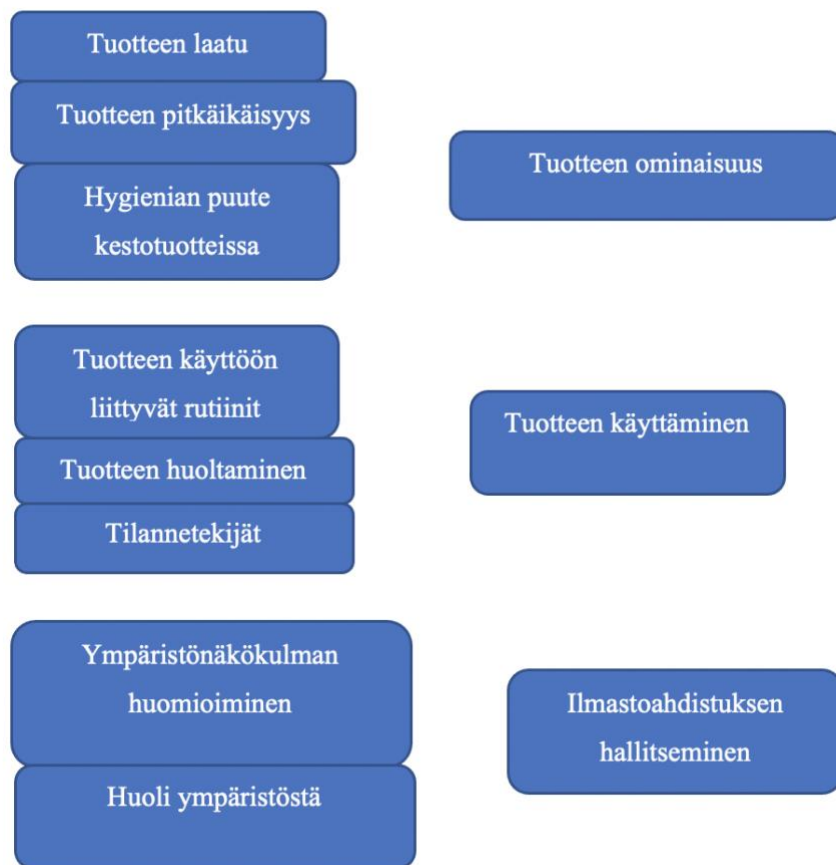 Tuotteen laatu
Tuotteen pitkäikäisyys
Hygienian puute
kestotuotteissa
Tuotteen ominaisuus
Tuotteen käyttöön
liittyvät rutiinit
Tuotteen huoltaminen
Tilannetekijät
Tuotteen käyttäminen
Ympäristönäkökulman
huomioiminen
Huoli ympäristöstä
Ilmastoahdistuksen
hallitseminen